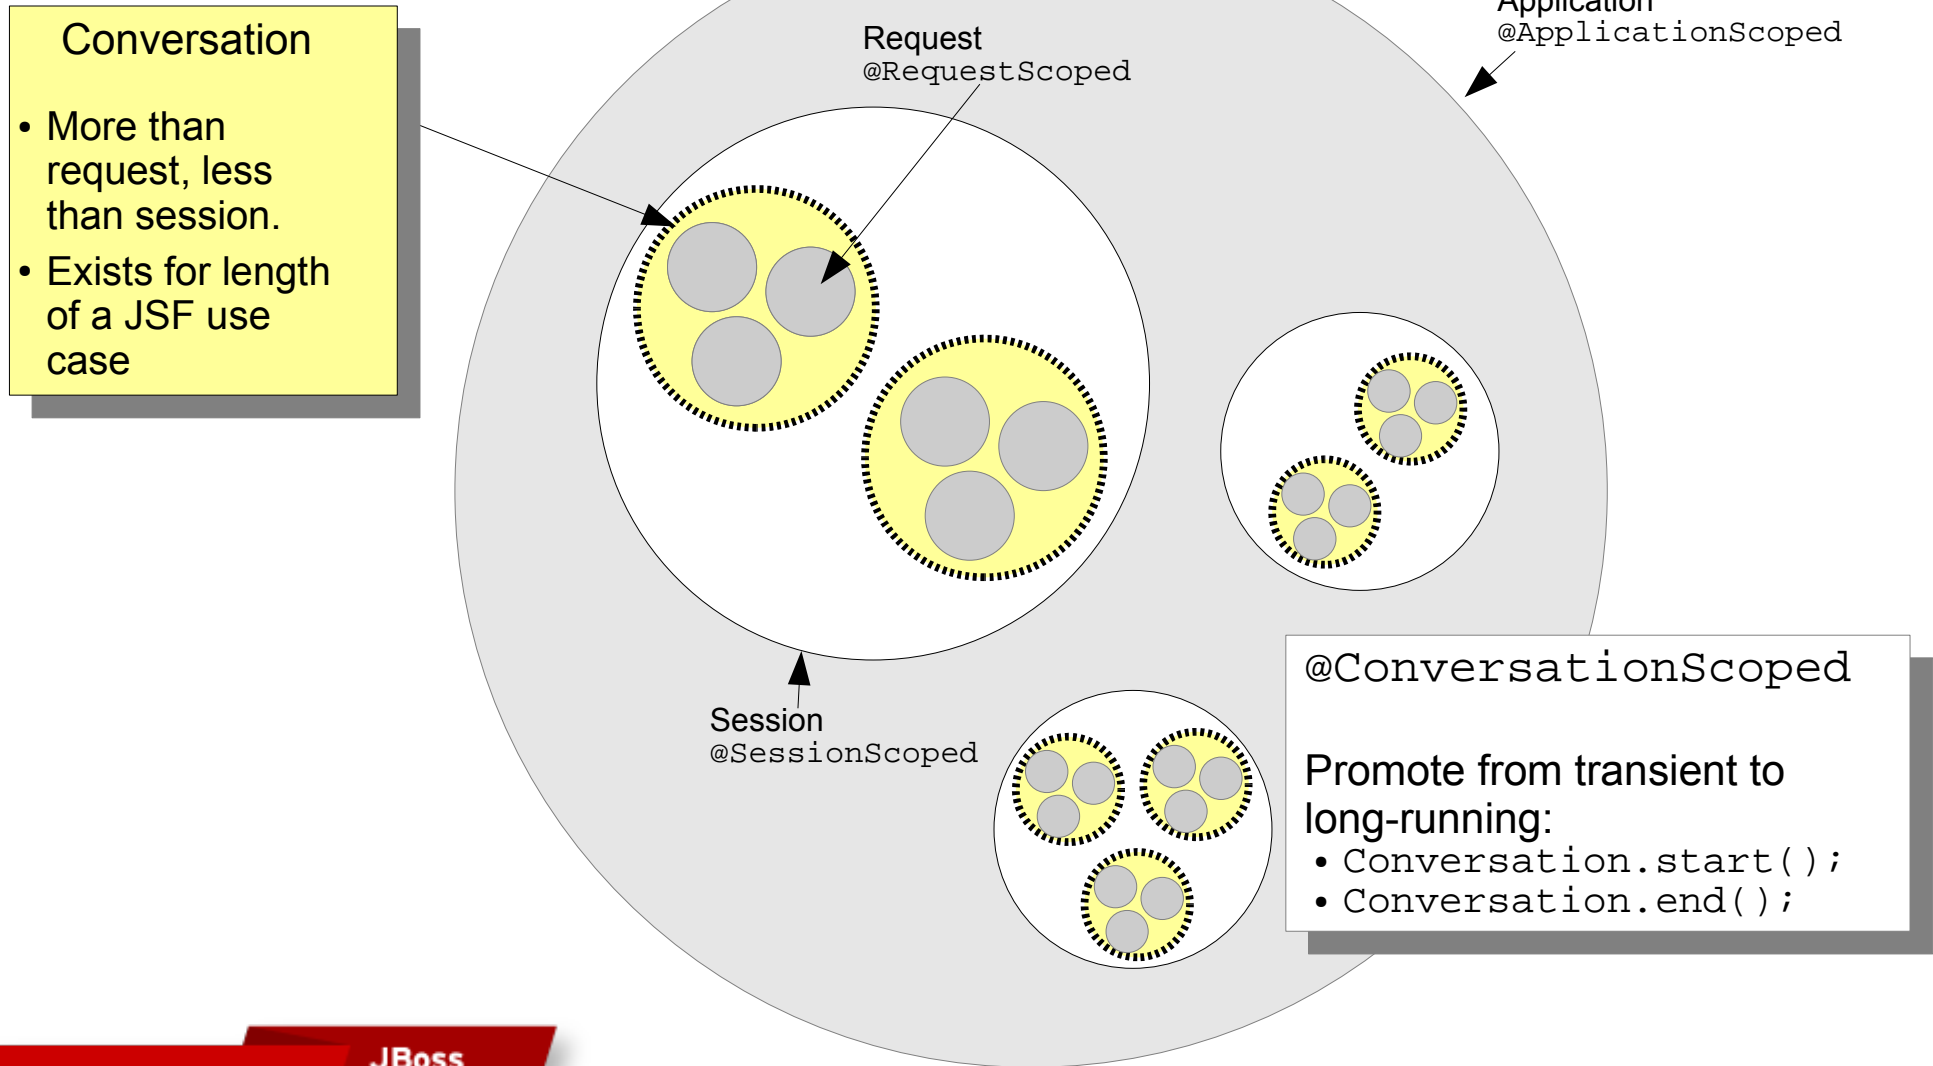 Conversation
• More than
request, less
than session.
• Exists for length
of a JSF use
case
Request
@RequestScoped
Application
@ApplicationScoped
Session
@SessionScoped
@ConversationScoped
Promote from transient to
long-running:
• Conversation.start();
• Conversation.end();
JBoss